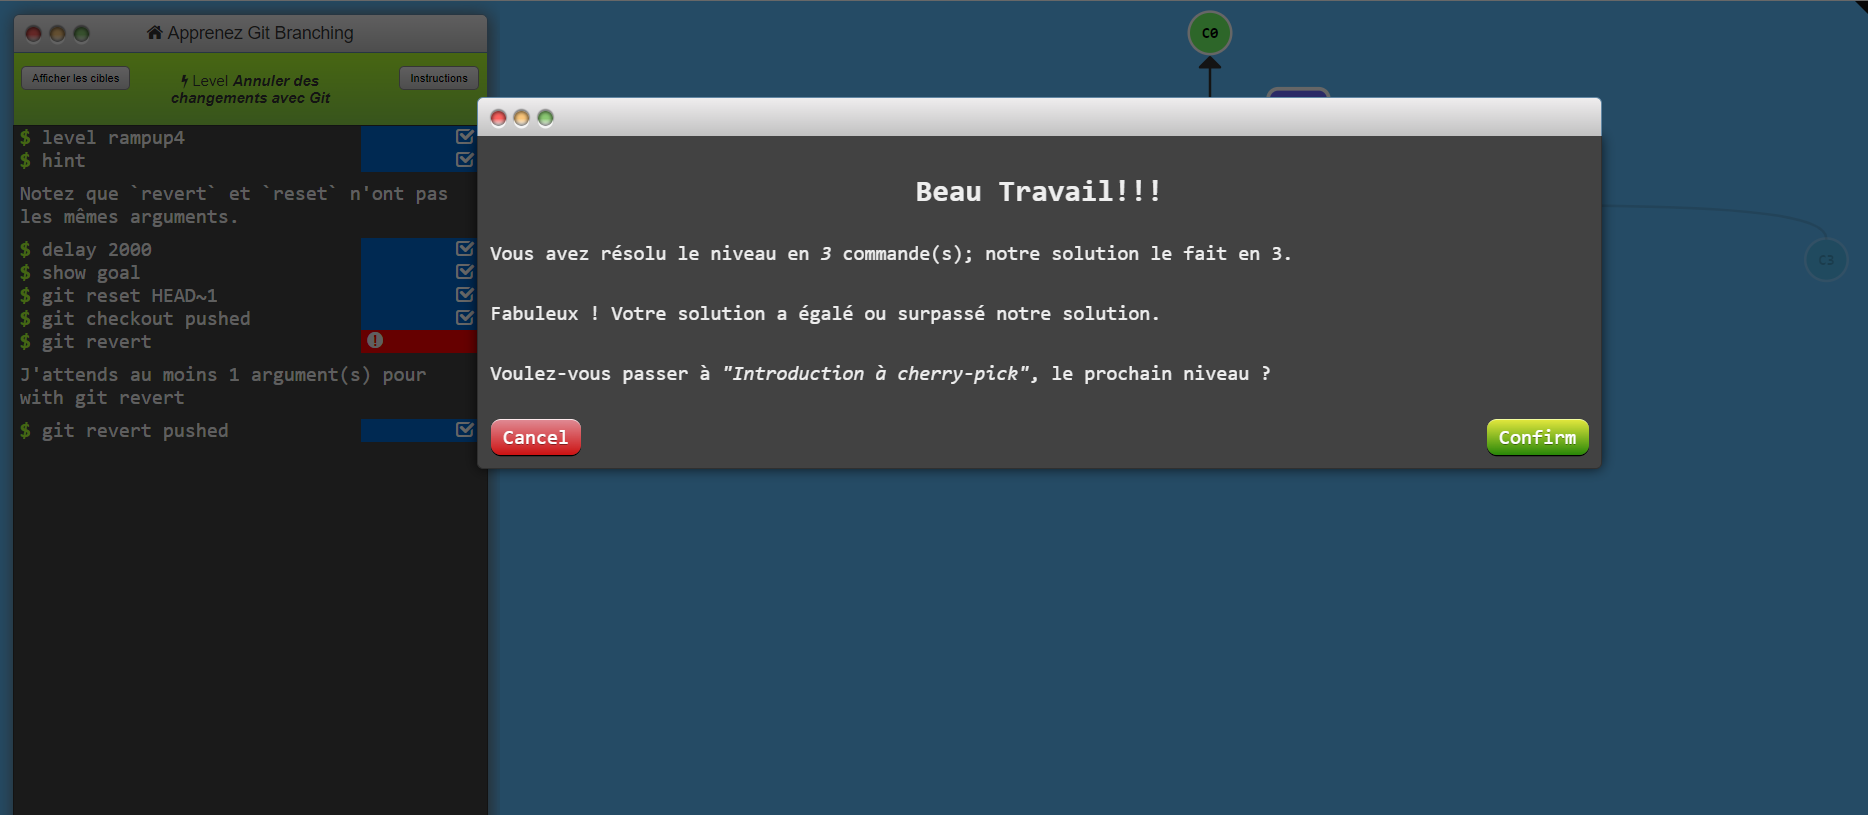 Apprenez Git Branching
Afficher les cibles
Level Annuler des
changements avec Git
Instructions
$ level rampup4
$ hint
Notez que `revert` et `reset` n'ont pas
les mêmes arguments.
$ delay 2000
$ show goal
$ git reset HEAD~1
$ git checkout pushed
$ git revert
J'attends au moins 1 argument(s) pour
with git revert
$ git revert pushed
C0
Beau Travail!!!
Vous avez résolu le niveau en 3 commande(s); notre solution le fait en 3.
Fabuleux ! Votre solution a égalé ou surpassé notre solution.
Voulez-vous passer à "Introduction à cherry-pick", le prochain niveau ?
Cancel
Confirm
C3